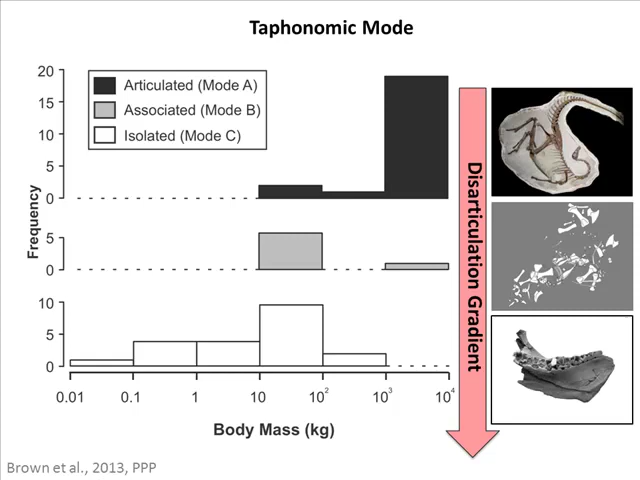 Taphonomic Mode
20
15
10
5
0
Articulated (Mode A)
Associated (Mode B)
Isolated (Mode C)
5
0
10
5
0
Frequency
0.01 0.1 1 10 10² 10³ 10⁴
Body Mass (kg)
Disarticulation Gradient
Brown et al., 2013, PPP